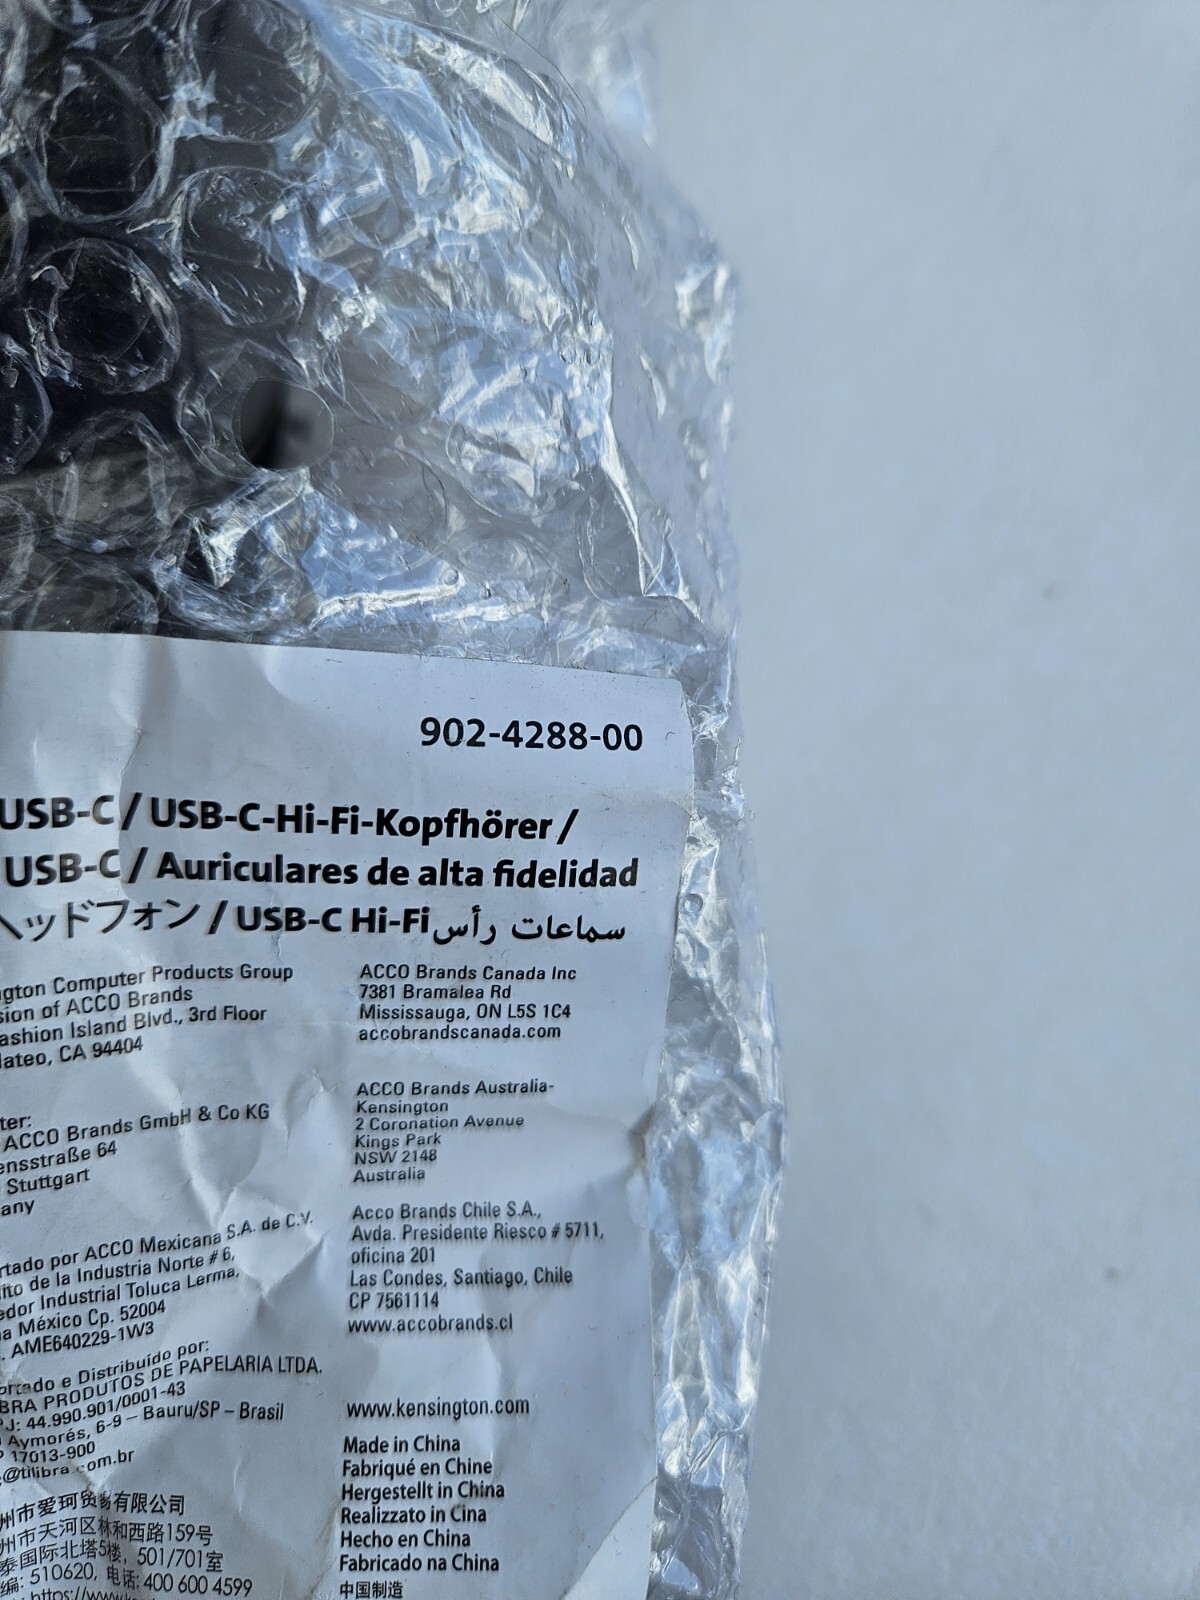 902-4288-00
USB-C / USB-C-Hi-Fi-Kopfhörer /
USB-C / Auriculares de alta fidelidad
ヘッドフォン / USB-C Hi-Fi سماعات رأس
gton Computer Products Group
sion of ACCO Brands
ashion Island Blvd., 3rd Floor
ateo, CA 94404
ter:
ACCO Brands GmbH & Co KG
ensstraße 64
Stuttgart
any
rtado por ACCO Mexicana S.A. de C.V.
ito de la Industria Norte # 6,
edor Industrial Toluca Lerma,
a México Cp. 52004
. AME640229-1W3
ortado e Distribuído por:
BRA PRODUTOS DE PAPELARIA LTDA.
J: 44.990.901/0001-43
Aymorés, 6-9 – Bauru/SP – Brasil
P 17013-900
@tilibra.com.br
州市爱珂贸易有限公司
州市天河区林和西路159号
泰国际北塔5楼, 501/701室
编: 510620, 电话: 400 600 4599
ACCO Brands Canada Inc
7381 Bramalea Rd
Mississauga, ON L5S 1C4
accobrandscanada.com
ACCO Brands Australia-
Kensington
2 Coronation Avenue
Kings Park
NSW 2148
Australia
Acco Brands Chile S.A.,
Avda. Presidente Riesco # 5711,
oficina 201
Las Condes, Santiago, Chile
CP 7561114
www.accobrands.cl
www.kensington.com
Made in China
Fabriqué en Chine
Hergestellt in China
Realizzato in Cina
Hecho en China
Fabricado na China
中国制造